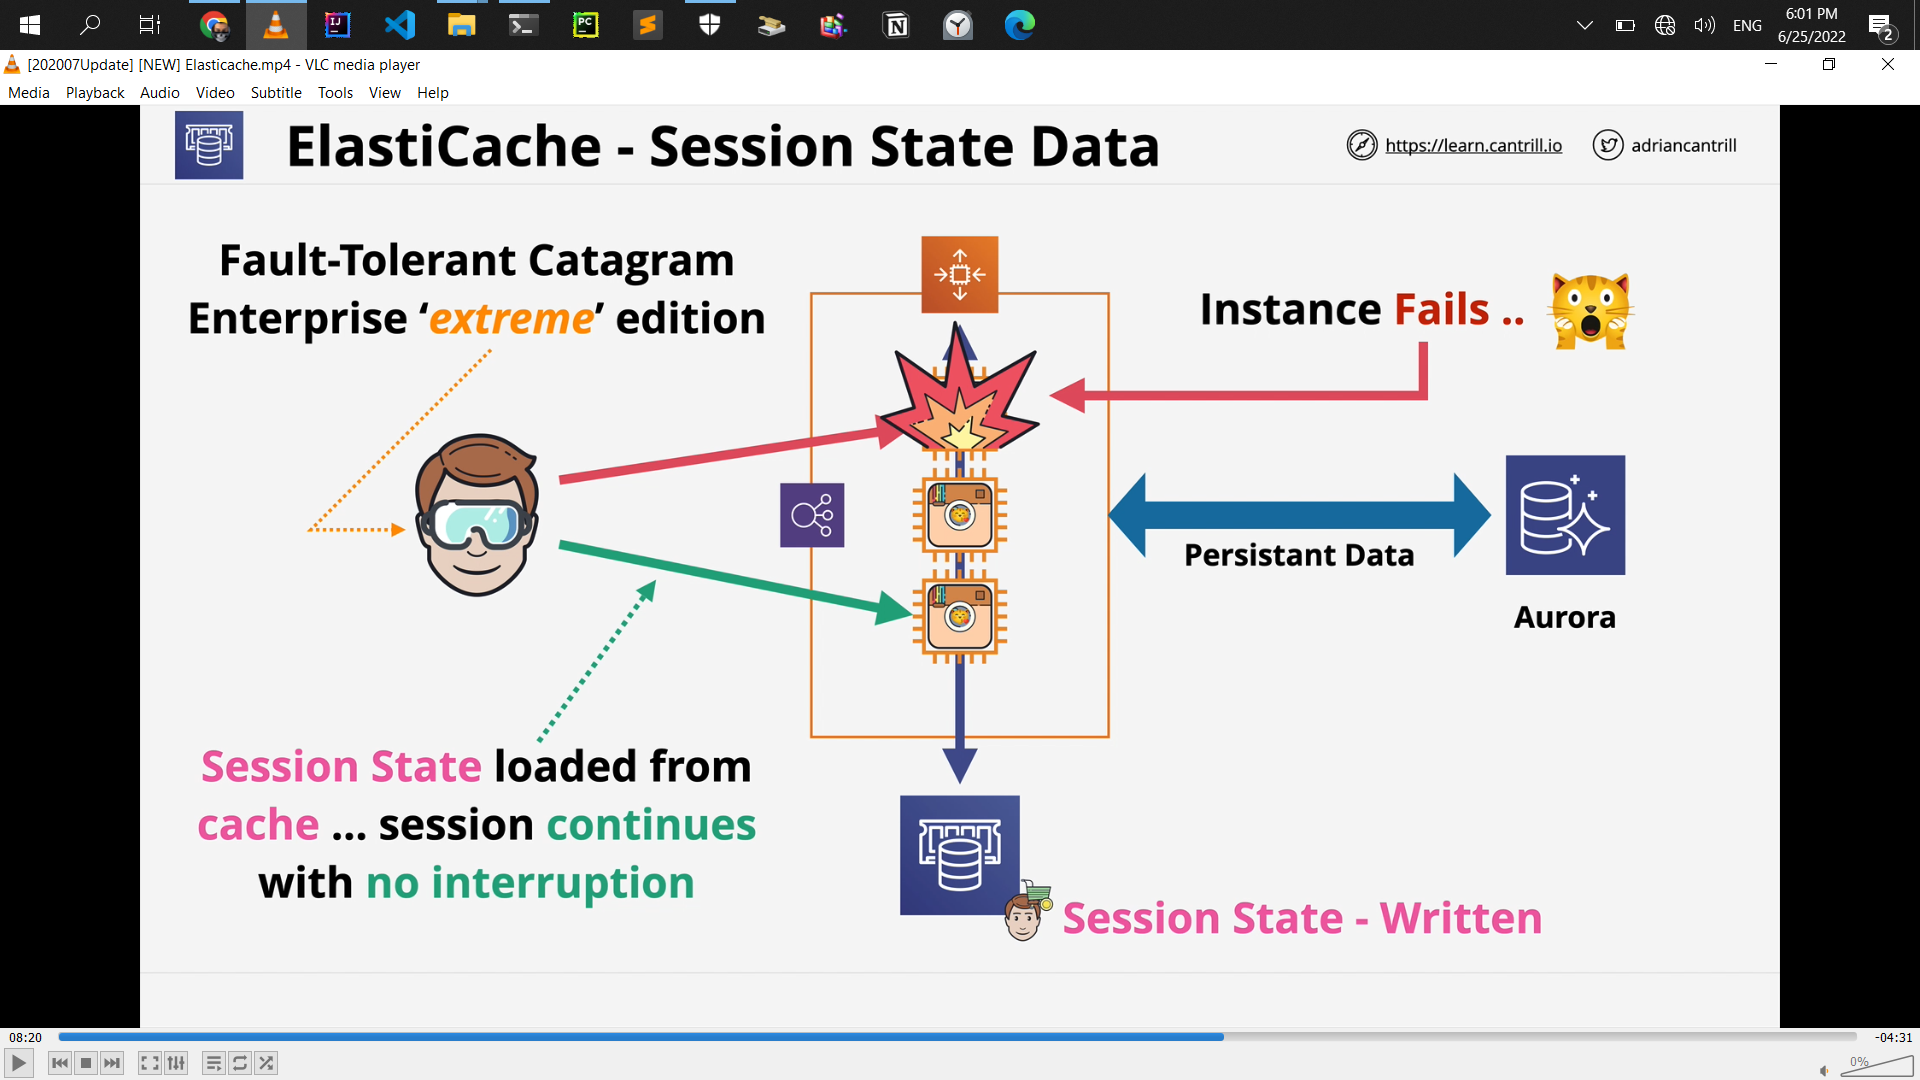 ENG
6:01 PM
6/25/2022
2
IJ
PC
[202007Update] [NEW] Elasticache.mp4 - VLC media player
Media Playback Audio Video Subtitle Tools View Help
ElastiCache - Session State Data
https://learn.cantrill.io
adriancantrill
Fault-Tolerant Catagram
Enterprise ‘extreme’ edition
Instance Fails ..
Persistant Data
Aurora
Session State loaded from
cache ... session continues
with no interruption
Session State - Written
08:20
-04:31
0%